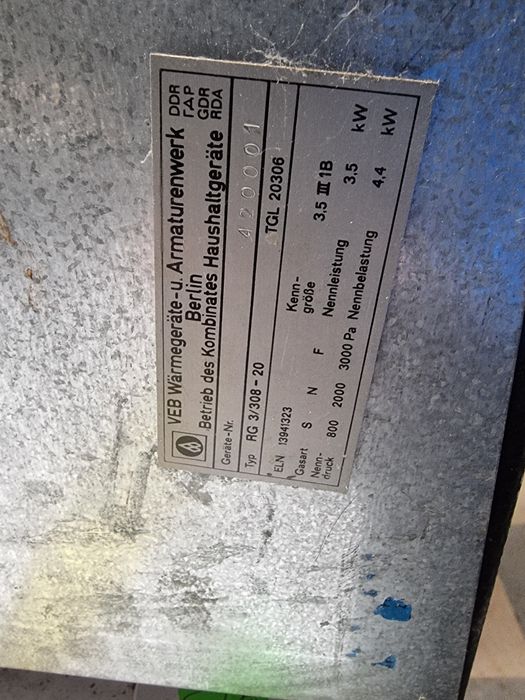 VEB Wärmegeräte-u. Armaturenwerk
Berlin
Betrieb des Kombinates Haushaltgeräte
DDR
ГДР
GDR
RDA
Geräte-Nr. 420001
Typ RG 3/308-20
ELN 13941323 TGL 20306
Gasart S N F Kenn-
größe 3,5 III 1B
Nenn-
druck 800 2000 3000 Pa
Nennleistung 3,5 kW
Nennbelastung 4,4 kW